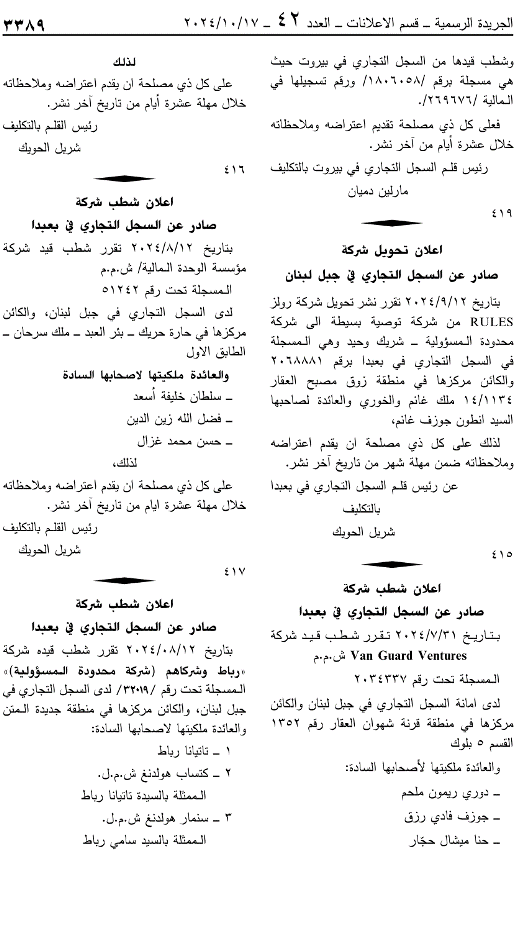 الجريدة الرسمية ــ قسم الاعلانات ــ العدد ٤٢ ــ ٢٠٢٤/١٠/١٧
٣٣٨٩
وشطب قيدها من السجل التجاري في بيروت حيث
هي مسجلة برقم /١٨٠٦٠٥٨/ ورقم تسجيلها في
المالية /٢٦٩٦٧٦/.
فعلى كل ذي مصلحة تقديم اعتراضه وملاحظاته
خلال عشرة أيام من آخر نشر.
رئيس قلم السجل التجاري في بيروت بالتكليف
مارلين دميان
٤١٩
اعلان تحويل شركة
صادر عن السجل التجاري في جبل لبنان
بتاريخ ٢٠٢٤/٩/١٢ تقرر نشر تحويل شركة رولز
RULES من شركة توصية بسيطة الى شركة
محدودة المسؤولية ــ شريك وحيد وهي المسجلة
في السجل التجاري في بعبدا برقم ٢٠٦٨٨٨١
والكائن مركزها في منطقة زوق مصبح العقار
١٤/١١٣٤ ملك غانم والخوري والعائدة لصاحبها
السيد انطون جوزف غانم،
لذلك على كل ذي مصلحة ان يقدم اعتراضه
وملاحظاته ضمن مهلة شهر من تاريخ آخر نشر.
عن رئيس قلم السجل التجاري في بعبدا
بالتكليف
شربل الحويك
٤١٥
اعلان شطب شركة
صادر عن السجل التجاري في بعبدا
بتاريخ ٢٠٢٤/٧/٣١ تقرر شطب قيد شركة
Van Guard Ventures ش.م.م
المسجلة تحت رقم ٢٠٣٤٣٣٧
لدى امانة السجل التجاري في جبل لبنان والكائن
مركزها في منطقة قرنة شهوان العقار رقم ١٣٥٢
القسم ٥ بلوك
والعائدة ملكيتها لأصحابها السادة:
ــ دوري ريمون ملحم
ــ جوزف فادي رزق
ــ حنا ميشال حجّار
لذلك
على كل ذي مصلحة ان يقدم اعتراضه وملاحظاته
خلال مهلة عشرة أيام من تاريخ آخر نشر.
رئيس القلم بالتكليف
شربل الحويك
٤١٦
اعلان شطب شركة
صادر عن السجل التجاري في بعبدا
بتاريخ ٢٠٢٤/٨/١٢ تقرر شطب قيد شركة
مؤسسة الوحدة المالية/ ش.م.م
المسجلة تحت رقم ٥١٢٤٢
لدى السجل التجاري في جبل لبنان، والكائن
مركزها في حارة حريك ــ بئر العبد ــ ملك سرحان ــ
الطابق الاول
والعائدة ملكيتها لاصحابها السادة
ــ سلطان خليفة أسعد
ــ فضل الله زين الدين
ــ حسن محمد غزال
لذلك،
على كل ذي مصلحة ان يقدم اعتراضه وملاحظاته
خلال مهلة عشرة ايام من تاريخ آخر نشر.
رئيس القلم بالتكليف
شربل الحويك
٤١٧
اعلان شطب شركة
صادر عن السجل التجاري في بعبدا
بتاريخ ٢٠٢٤/٠٨/١٢ تقرر شطب قيده شركة
«رباط وشركاهم (شركة محدودة المسؤولية)»
المسجلة تحت رقم /٣٢٠١٩/ لدى السجل التجاري في
جبل لبنان، والكائن مركزها في منطقة جديدة المتن
والعائدة ملكيتها لاصحابها السادة:
١ ــ تاتيانا رباط
٢ ــ كتساب هولدنغ ش.م.ل.
الممثلة بالسيدة تاتيانا رباط
٣ ــ سنمار هولدنغ ش.م.ل.
الممثلة بالسيد سامي رباط